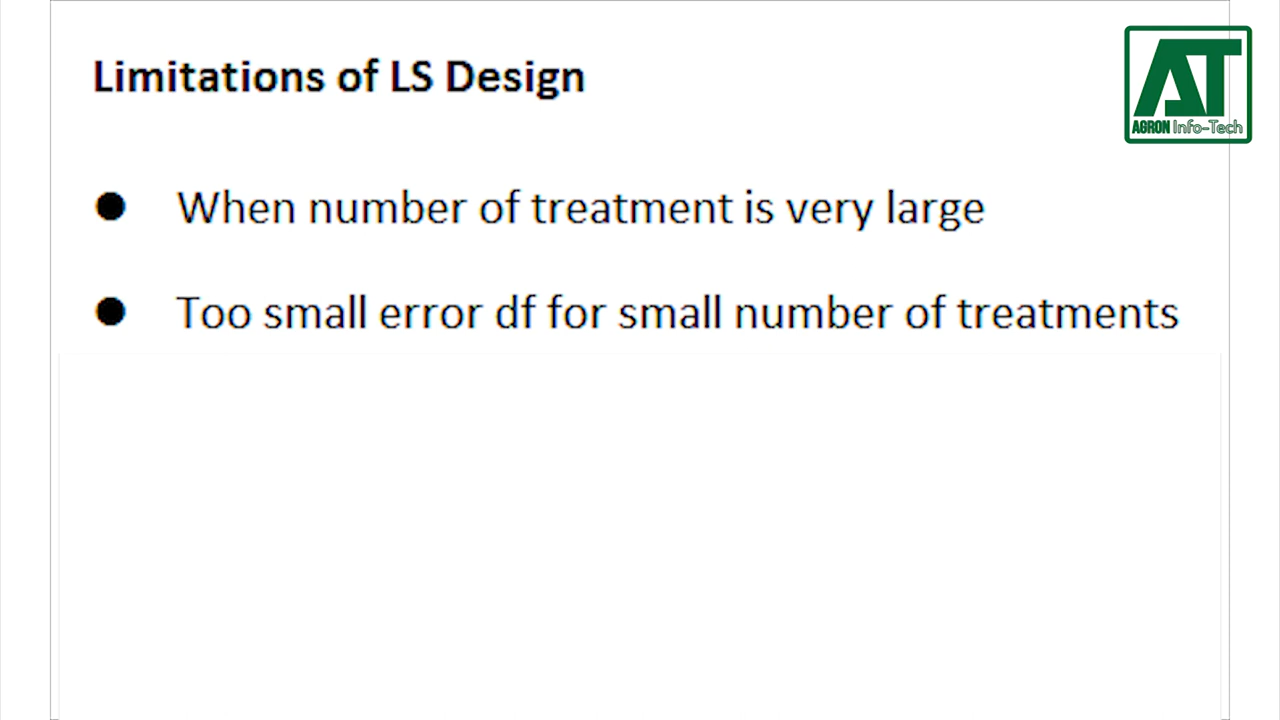 Limitations of LS Design
AT
AGRON Info-Tech
● When number of treatment is very large
● Too small error df for small number of treatments